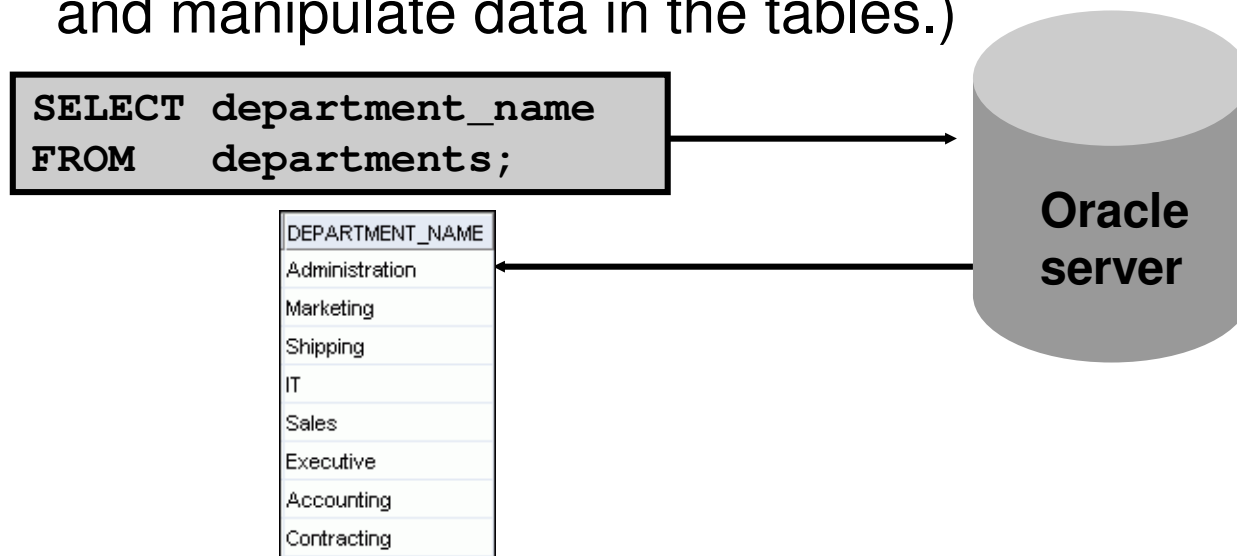 and manipulate data in the tables.)
SELECT department_name
FROM departments;
Oracle
server
DEPARTMENT_NAME
Administration
Marketing
Shipping
IT
Sales
Executive
Accounting
Contracting